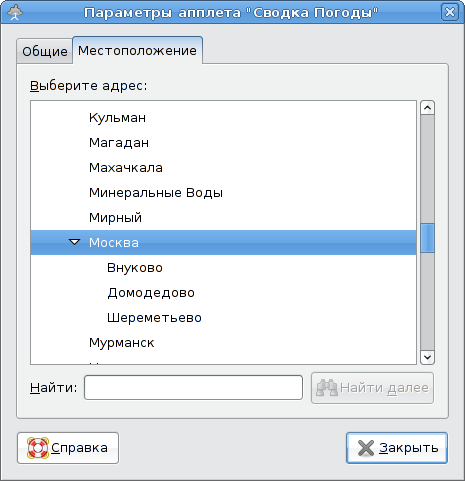 Параметры апплета "Сводка Погоды"
Общие
Местоположение
Выберите адрес:
Кульман
Магадан
Махачкала
Минеральные Воды
Мирный
Москва
Внуково
Домодедово
Шереметьево
Мурманск
Найти:
Найти далее
Справка
Закрыть